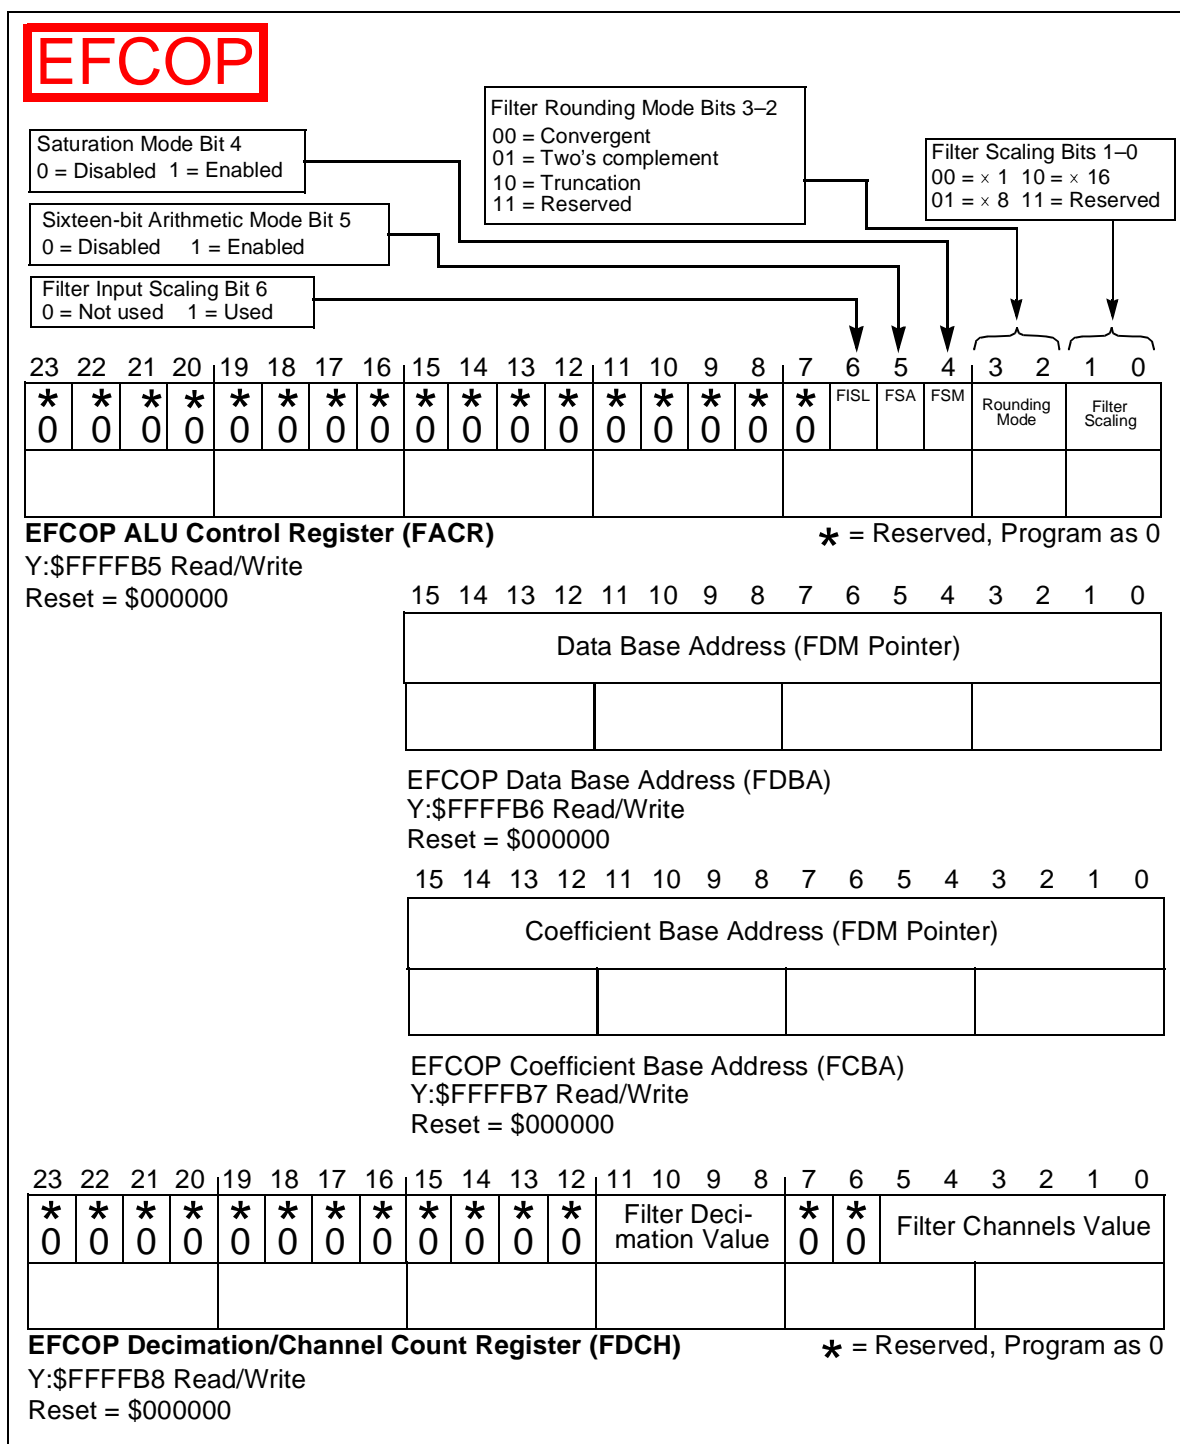 EFCOP
Filter Rounding Mode Bits 3–2
00 = Convergent
01 = Two's complement
10 = Truncation
11 = Reserved
Saturation Mode Bit 4
0 = Disabled 1 = Enabled
Filter Scaling Bits 1–0
00 = × 1 10 = × 16
01 = × 8 11 = Reserved
Sixteen-bit Arithmetic Mode Bit 5
0 = Disabled 1 = Enabled
Filter Input Scaling Bit 6
0 = Not used 1 = Used
23 22 21 20 19 18 17 16 15 14 13 12 11 10 9 8 7 6 5 4 3 2 1 0
* * * * * * * * * * * * * * * * * FISL FSA FSM Rounding Mode Filter Scaling
0 0 0 0 0 0 0 0 0 0 0 0 0 0 0 0 0
EFCOP ALU Control Register (FACR) * = Reserved, Program as 0
Y:$FFFFB5 Read/Write
Reset = $000000
15 14 13 12 11 10 9 8 7 6 5 4 3 2 1 0
Data Base Address (FDM Pointer)
EFCOP Data Base Address (FDBA)
Y:$FFFFB6 Read/Write
Reset = $000000
15 14 13 12 11 10 9 8 7 6 5 4 3 2 1 0
Coefficient Base Address (FDM Pointer)
EFCOP Coefficient Base Address (FCBA)
Y:$FFFFB7 Read/Write
Reset = $000000
23 22 21 20 19 18 17 16 15 14 13 12 11 10 9 8 7 6 5 4 3 2 1 0
* * * * * * * * * * * * Filter Deci- * * Filter Channels Value
0 0 0 0 0 0 0 0 0 0 0 0 mation Value 0 0
EFCOP Decimation/Channel Count Register (FDCH) * = Reserved, Program as 0
Y:$FFFFB8 Read/Write
Reset = $000000